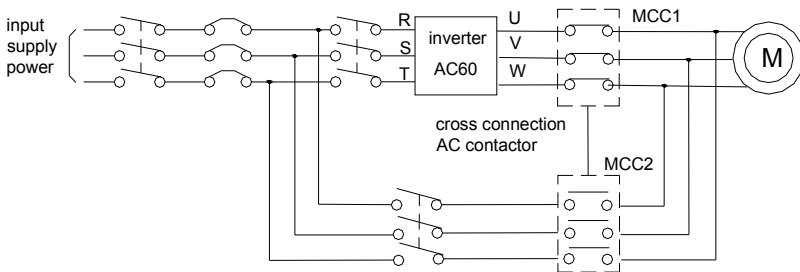 input
supply
power
R
S
T
inverter
AC60
U
V
W
MCC1
M
cross connection
AC contactor
MCC2